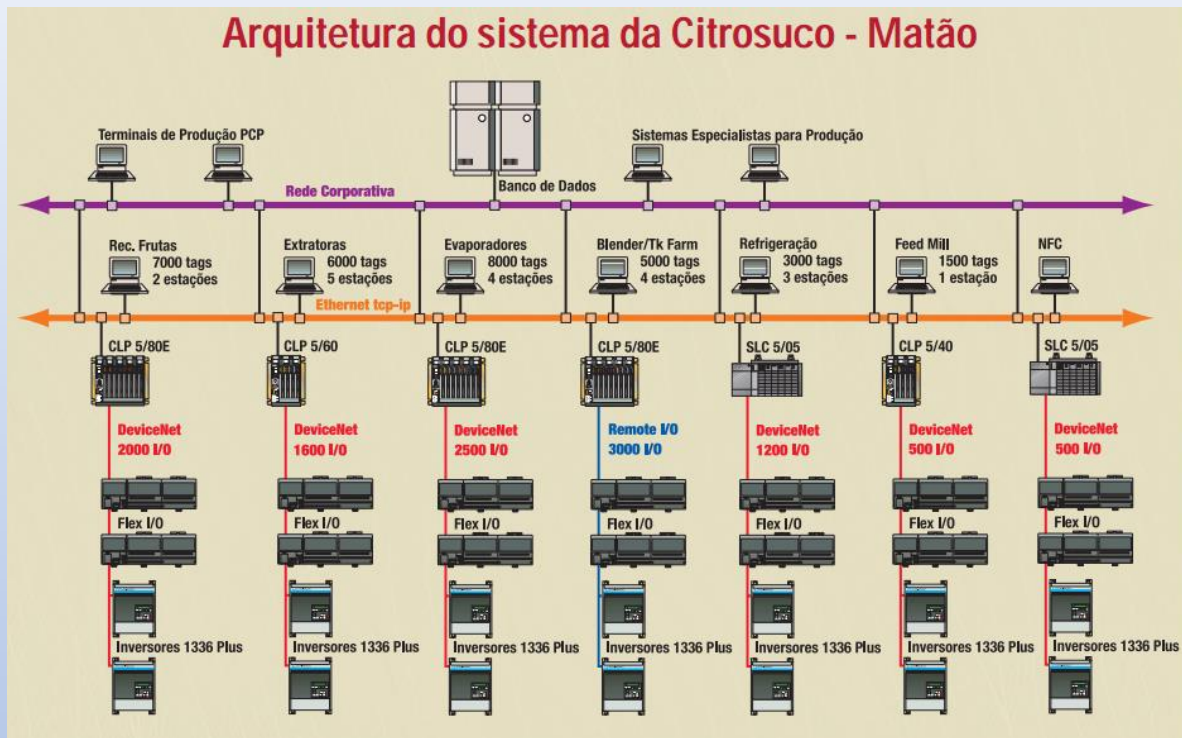 Arquitetura do sistema da Citrosuco - Matão
Terminais de Produção PCP
Sistemas Especialistas para Produção
Banco de Dados
Rede Corporativa
Rec. Frutas
7000 tags
2 estações
Extratoras
6000 tags
5 estações
Evaporadores
8000 tags
4 estações
Blender/Tk Farm
5000 tags
4 estações
Refrigeração
3000 tags
3 estações
Feed Mill
1500 tags
1 estação
NFC
Ethernet tcp-ip
CLP 5/80E
CLP 5/60
CLP 5/80E
CLP 5/80E
SLC 5/05
CLP 5/40
SLC 5/05
DeviceNet
2000 I/O
DeviceNet
1600 I/O
DeviceNet
2500 I/O
Remote I/O
3000 I/O
DeviceNet
1200 I/O
DeviceNet
500 I/O
DeviceNet
500 I/O
Flex I/O
Flex I/O
Flex I/O
Flex I/O
Flex I/O
Flex I/O
Flex I/O
Inversores 1336 Plus
Inversores 1336 Plus
Inversores 1336 Plus
Inversores 1336 Plus
Inversores 1336 Plus
Inversores 1336 Plus
Inversores 1336 Plus